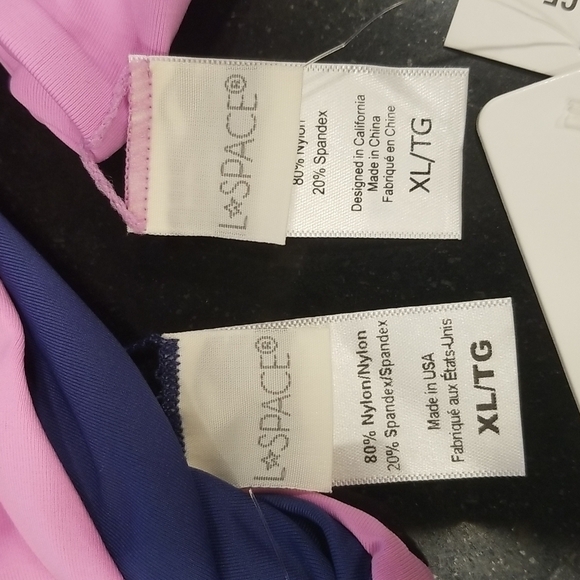 L*SPACE®
80% Nylon
20% Spandex
Designed in California
Made in China
Fabriqué en Chine
XL/TG
L*SPACE®
80% Nylon/Nylon
20% Spandex/Spandex
Made in USA
Fabriqué aux États-Unis
XL/TG